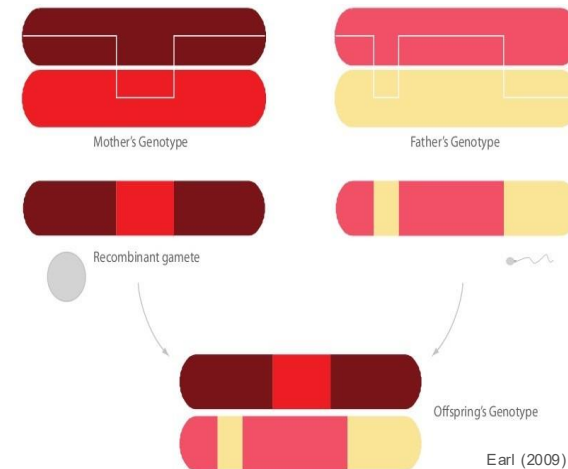 Mother's Genotype
Father's Genotype
Recombinant gamete
Offspring's Genotype
Earl (2009)